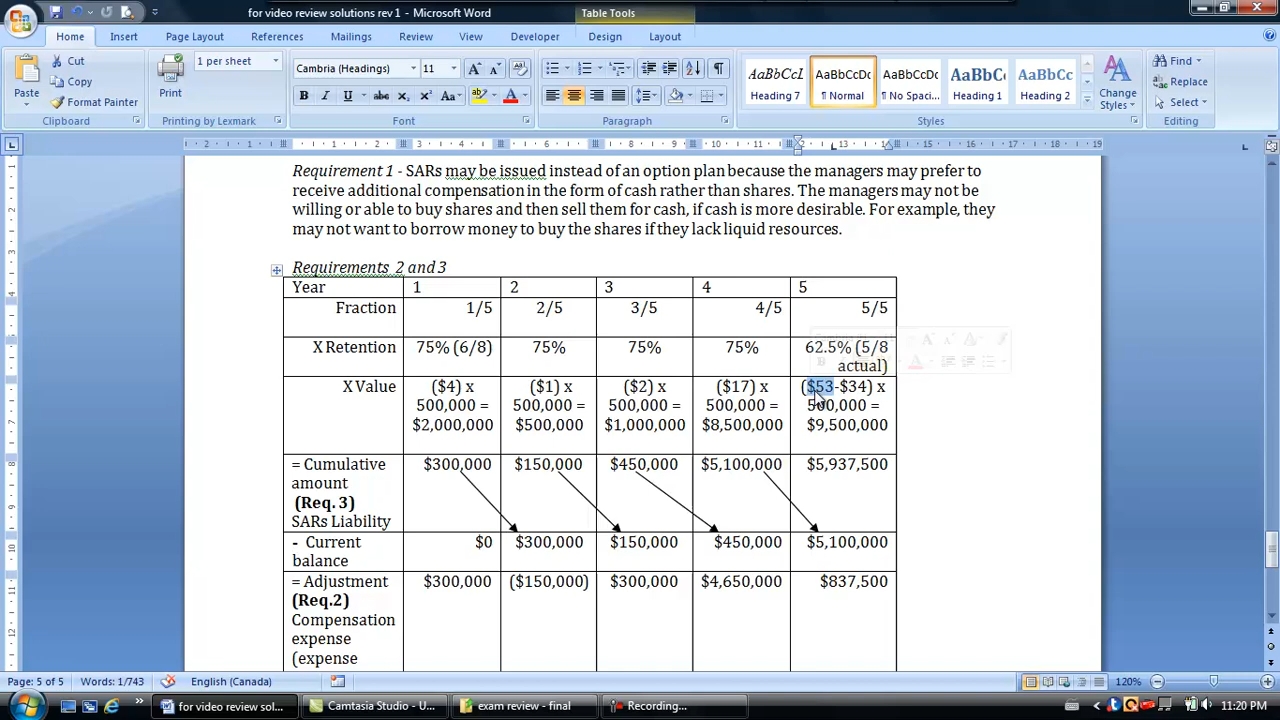 for video review solutions rev 1 - Microsoft Word
Table Tools
Home Insert Page Layout References Mailings Review View Developer Design Layout
Paste
Cut
Copy
Format Painter
Clipboard
1 per sheet
Print
Printing by Lexmark
Cambria (Headings) 11
B I U Aa
Font
Paragraph
AaBbCcL AaBbCcDc AaBbCcDc AaBbCс AaBbCc
Heading 7 ¶ Normal ¶ No Spaci... Heading 1 Heading 2
Change Styles
Styles
Find
Replace
Select
Editing
Requirement 1 - SARs may be issued instead of an option plan because the managers may prefer to
receive additional compensation in the form of cash rather than shares. The managers may not be
willing or able to buy shares and then sell them for cash, if cash is more desirable. For example, they
may not want to borrow money to buy the shares if they lack liquid resources.
Requirements 2 and 3
Year 1 2 3 4 5
Fraction 1/5 2/5 3/5 4/5 5/5
X Retention 75% (6/8) 75% 75% 75% 62.5% (5/8
actual)
X Value ($4) x ($1) x ($2) x ($17) x ($53-$34) x
500,000 = 500,000 = 500,000 = 500,000 = 500,000 =
$2,000,000 $500,000 $1,000,000 $8,500,000 $9,500,000
= Cumulative $300,000 $150,000 $450,000 $5,100,000 $5,937,500
amount
(Req. 3)
SARs Liability
- Current $0 $300,000 $150,000 $450,000 $5,100,000
balance
= Adjustment $300,000 ($150,000) $300,000 $4,650,000 $837,500
(Req.2)
Compensation
expense
(expense
Page: 5 of 5 Words: 1/743 English (Canada) 120%
for video review sol... Camtasia Studio - U... exam review - final Recording... 11:20 PM